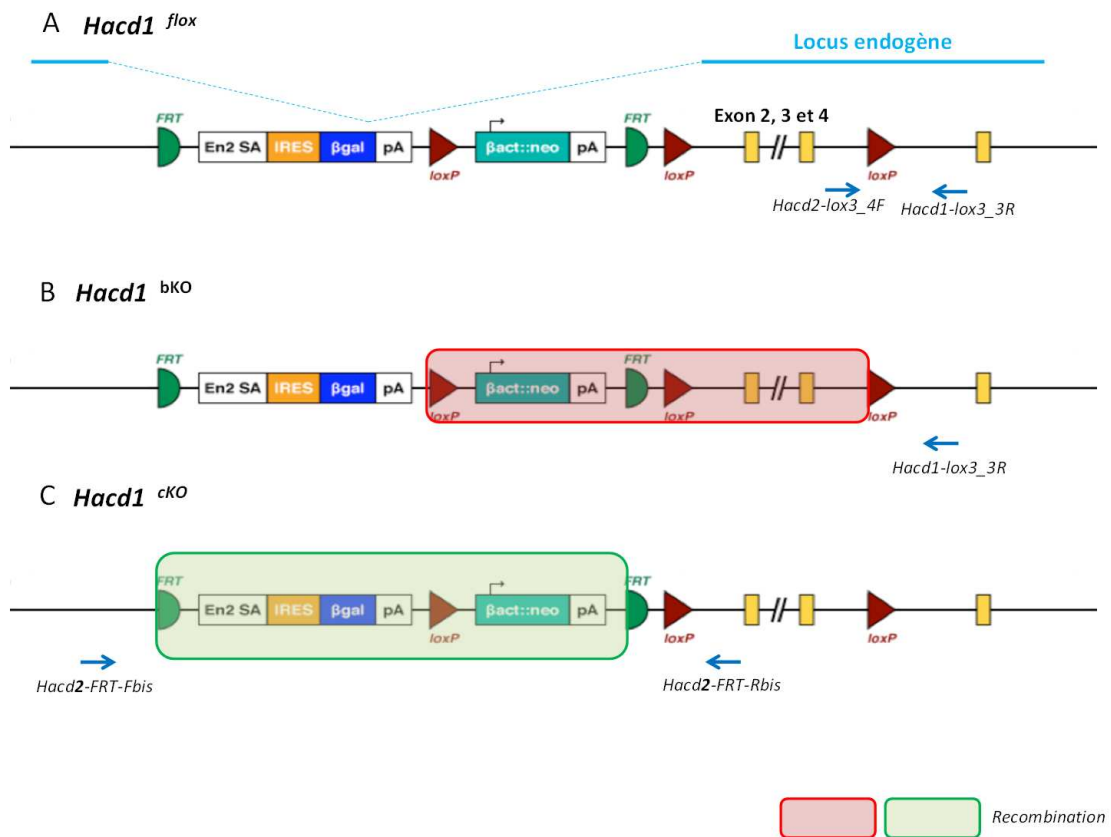 A Hacd1 flox
Locus endogène
FRT FRT Exon 2, 3 et 4
En2 SA IRES βgal pA βact::neo pA
loxP loxP loxP
Hacd2-lox3_4F Hacd1-lox3_3R
B Hacd1 bKO
FRT FRT
En2 SA IRES βgal pA βact::neo pA
loxP loxP loxP
Hacd1-lox3_3R
C Hacd1 cKO
FRT FRT
En2 SA IRES βgal pA βact::neo pA
loxP loxP loxP
Hacd2-FRT-Fbis Hacd2-FRT-Rbis
Recombination